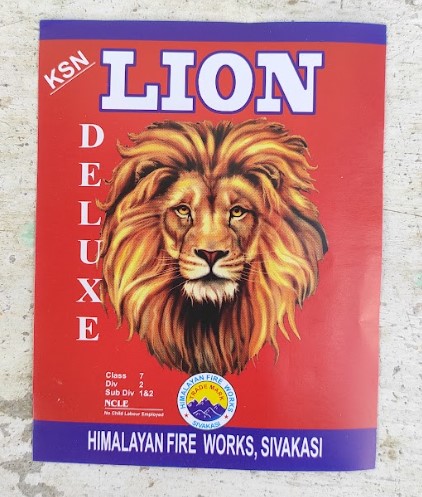 KSN
LION
DELUXE
Class 7
Div 2
Sub Div 1&2
NCLE
No Child Labour Employed
HIMALAYAN FIRE WORKS
TRADE MARK
SIVAKASI
HIMALAYAN FIRE WORKS, SIVAKASI